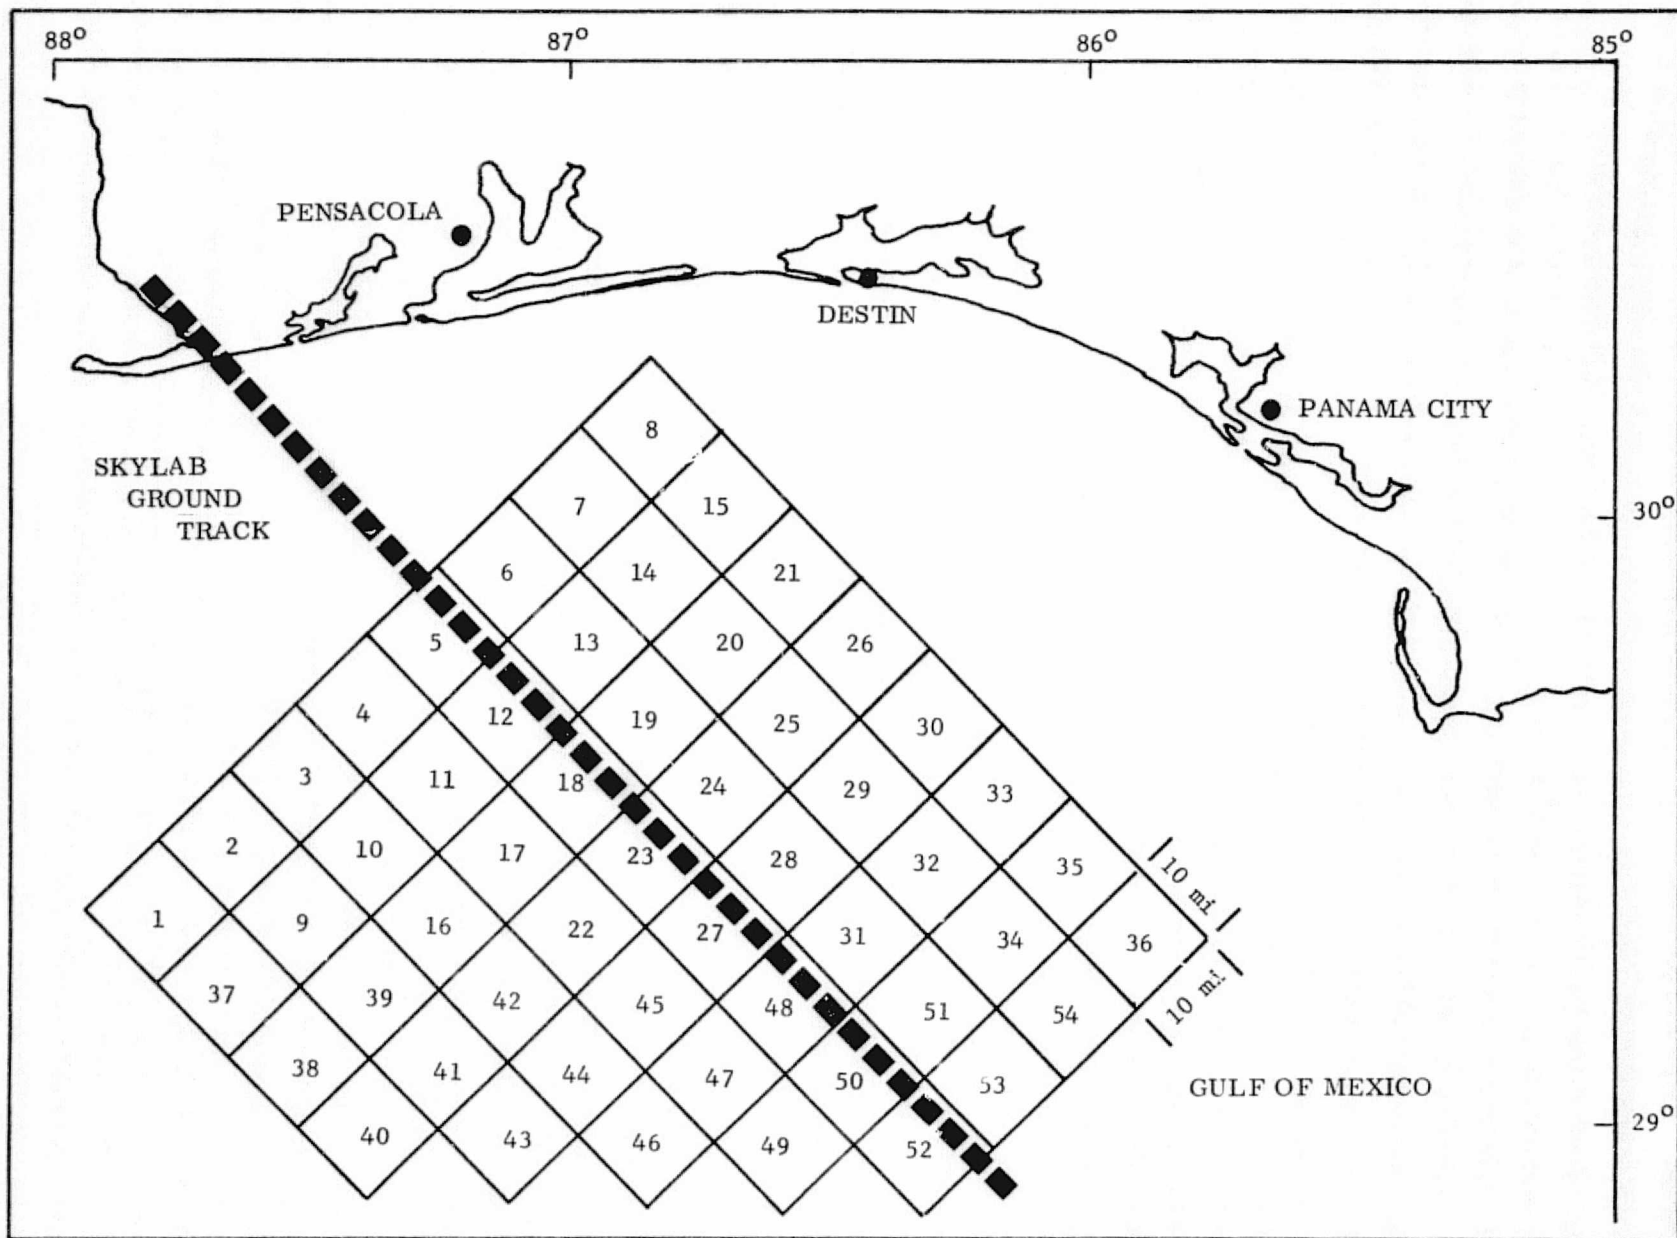 88° 87° 86° 85°
PENSACOLA
DESTIN
PANAMA CITY
SKYLAB
GROUND
TRACK
30°
8
7 15
6 14 21
5 13 20 26
4 12 19 25 30
3 11 18 24 29 33
2 10 17 23 28 32 35
1 9 16 22 27 31 34 36
10 mi
10 mi
37 39 42 45 48 51 54
38 41 44 47 50 53
GULF OF MEXICO
29°
40 43 46 49 52